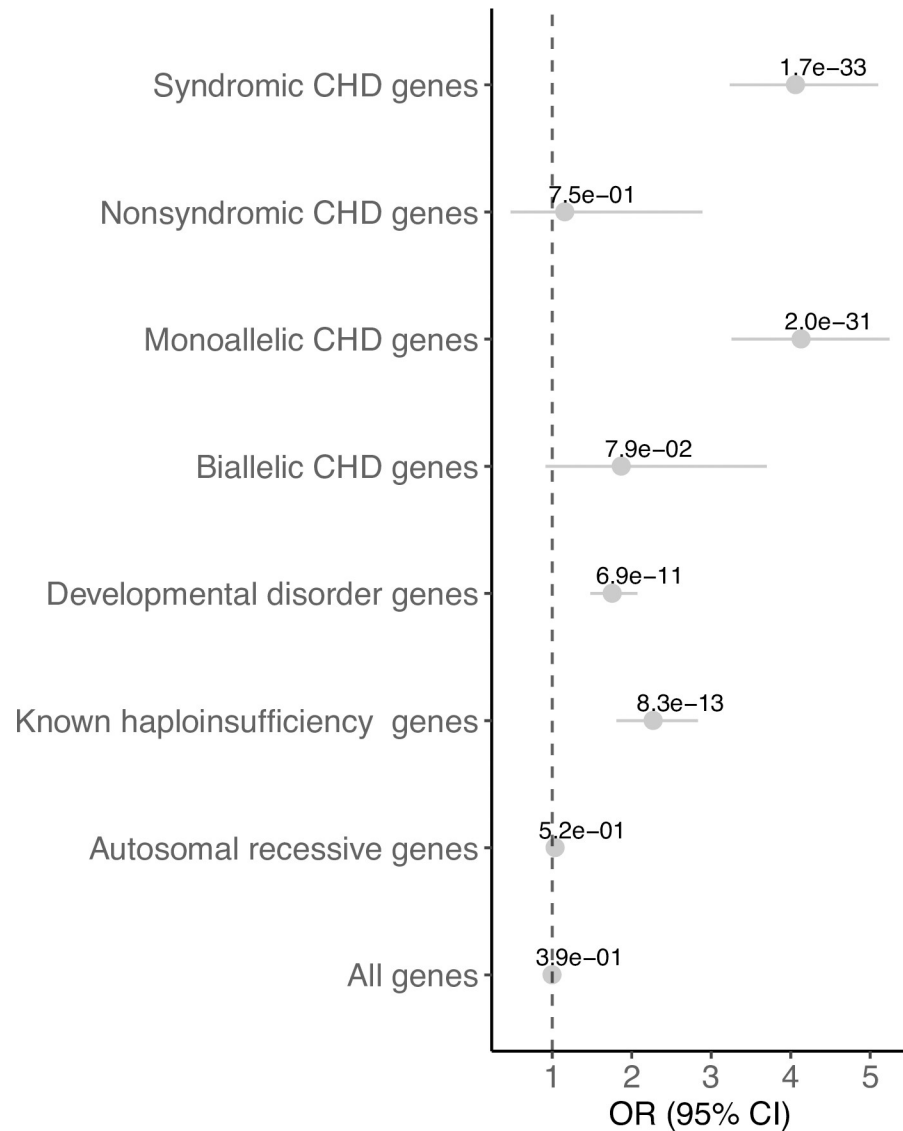 Syndromic CHD genes 1.7e−33
Nonsyndromic CHD genes 7.5e−01
Monoallelic CHD genes 2.0e−31
Biallelic CHD genes 7.9e−02
Developmental disorder genes 6.9e−11
Known haploinsufficiency  genes 8.3e−13
Autosomal recessive genes 5.2e−01
All genes 3.9e−01
1 2 3 4 5
OR (95% CI)